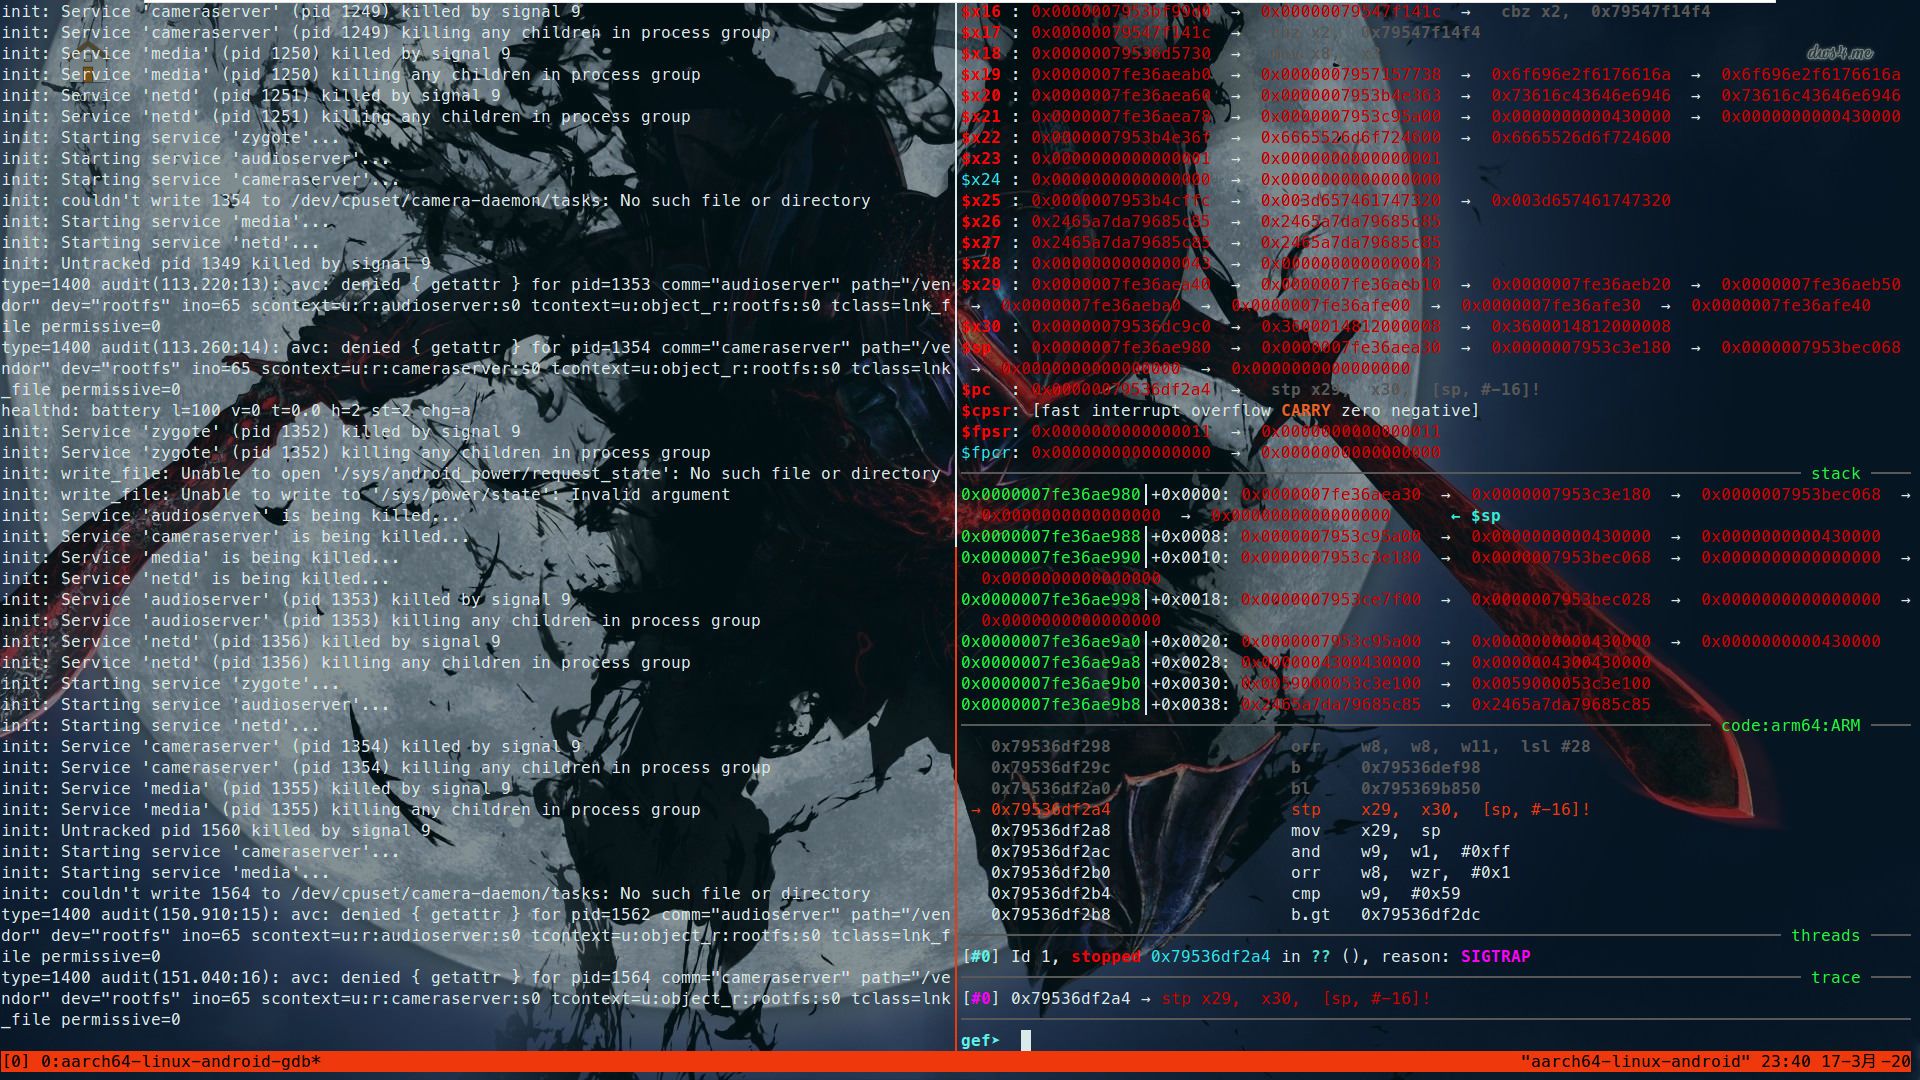 init: Service 'cameraserver' (pid 1249) killed by signal 9
init: Service 'cameraserver' (pid 1249) killing any children in process group
init: Service 'media' (pid 1250) killed by signal 9
init: Service 'media' (pid 1250) killing any children in process group
init: Service 'netd' (pid 1251) killed by signal 9
init: Service 'netd' (pid 1251) killing any children in process group
init: Starting service 'zygote'...
init: Starting service 'audioserver'...
init: Starting service 'cameraserver'...
init: couldn't write 1354 to /dev/cpuset/camera-daemon/tasks: No such file or directory
init: Starting service 'media'...
init: Starting service 'netd'...
init: Untracked pid 1349 killed by signal 9
type=1400 audit(113.220:13): avc: denied { getattr } for pid=1353 comm="audioserver" path="/ven
dor" dev="rootfs" ino=65 scontext=u:r:audioserver:s0 tcontext=u:object_r:rootfs:s0 tclass=lnk_f
ile permissive=0
type=1400 audit(113.260:14): avc: denied { getattr } for pid=1354 comm="cameraserver" path="/ve
ndor" dev="rootfs" ino=65 scontext=u:r:cameraserver:s0 tcontext=u:object_r:rootfs:s0 tclass=lnk
_file permissive=0
healthd: battery l=100 v=0 t=0.0 h=2 st=2 chg=a
init: Service 'zygote' (pid 1352) killed by signal 9
init: Service 'zygote' (pid 1352) killing any children in process group
init: write_file: Unable to open '/sys/android_power/request_state': No such file or directory
init: write_file: Unable to write to '/sys/power/state': Invalid argument
init: Service 'audioserver' is being killed...
init: Service 'cameraserver' is being killed...
init: Service 'media' is being killed...
init: Service 'netd' is being killed...
init: Service 'audioserver' (pid 1353) killed by signal 9
init: Service 'audioserver' (pid 1353) killing any children in process group
init: Service 'netd' (pid 1356) killed by signal 9
init: Service 'netd' (pid 1356) killing any children in process group
init: Starting service 'zygote'...
init: Starting service 'audioserver'...
init: Starting service 'netd'...
init: Service 'cameraserver' (pid 1354) killed by signal 9
init: Service 'cameraserver' (pid 1354) killing any children in process group
init: Service 'media' (pid 1355) killed by signal 9
init: Service 'media' (pid 1355) killing any children in process group
init: Untracked pid 1560 killed by signal 9
init: Starting service 'cameraserver'...
init: Starting service 'media'...
init: couldn't write 1564 to /dev/cpuset/camera-daemon/tasks: No such file or directory
type=1400 audit(150.910:15): avc: denied { getattr } for pid=1562 comm="audioserver" path="/ven
dor" dev="rootfs" ino=65 scontext=u:r:audioserver:s0 tcontext=u:object_r:rootfs:s0 tclass=lnk_f
ile permissive=0
type=1400 audit(151.040:16): avc: denied { getattr } for pid=1564 comm="cameraserver" path="/ve
ndor" dev="rootfs" ino=65 scontext=u:r:cameraserver:s0 tcontext=u:object_r:rootfs:s0 tclass=lnk
_file permissive=0
$x16 : 0x00000079535f99d0 → 0x00000079547f141c → cbz x2, 0x79547f14f4
$x17 : 0x00000079547f141c → cbz x2, 0x79547f14f4
$x18 : 0x00000079536d5730 →
$x19 : 0x0000007fe36aeab0 → 0x0000007957157738 → 0x6f696e2f6176616a → 0x6f696e2f6176616a
$x20 : 0x0000007fe36aea60 → 0x0000007953b4c363 → 0x73616c43646e6946 → 0x73616c43646e6946
$x21 : 0x0000007fe36aea78 → 0x0000007953c95a00 → 0x0000000000430000 → 0x0000000000430000
$x22 : 0x0000007953b4e36f → 0x6665526d6f724600 → 0x6665526d6f724600
$x23 : 0x0000000000000001 → 0x0000000000000001
$x24 : 0x0000000000000000 → 0x0000000000000000
$x25 : 0x0000007953b4cffc → 0x003d657461747320 → 0x003d657461747320
$x26 : 0x2465a7da79685c85 → 0x2465a7da79685c85
$x27 : 0x2465a7da79685c85 → 0x2465a7da79685c85
$x28 : 0x0000000000000043 → 0x0000000000000043
$x29 : 0x0000007fe36aea40 → 0x0000007fe36aeb10 → 0x0000007fe36aeb20 → 0x0000007fe36aeb50
→ 0x0000007fe36aeba0 → 0x0000007fe36afe00 → 0x0000007fe36afe30 → 0x0000007fe36afe40
$x30 : 0x00000079536dc9c0 → 0x3600014812000008 → 0x3600014812000008
$sp : 0x0000007fe36ae980 → 0x0000007fe36aea30 → 0x0000007953c3e180 → 0x0000007953bec068
→ 0x0000000000000000 → 0x0000000000000000
$pc : 0x00000079536df2a4 → stp x29, x30, [sp, #-16]!
$cpsr: [fast interrupt overflow CARRY zero negative]
$fpsr: 0x0000000000000011 → 0x0000000000000011
$fpcr: 0x0000000000000000 → 0x0000000000000000
stack
0x0000007fe36ae980│+0x0000: 0x0000007fe36aea30 → 0x0000007953c3e180 → 0x0000007953bec068 →
0x0000000000000000 → 0x0000000000000000 ← $sp
0x0000007fe36ae988│+0x0008: 0x0000007953c95a00 → 0x0000000000430000 → 0x0000000000430000
0x0000007fe36ae990│+0x0010: 0x0000007953c3e180 → 0x0000007953bec068 → 0x0000000000000000 →
0x0000000000000000
0x0000007fe36ae998│+0x0018: 0x0000007953ce7f00 → 0x0000007953bec028 → 0x0000000000000000 →
0x0000000000000000
0x0000007fe36ae9a0│+0x0020: 0x0000007953c95a00 → 0x0000000000430000 → 0x0000000000430000
0x0000007fe36ae9a8│+0x0028: 0x0000004300430000 → 0x0000004300430000
0x0000007fe36ae9b0│+0x0030: 0x0059000053c3e100 → 0x0059000053c3e100
0x0000007fe36ae9b8│+0x0038: 0x2465a7da79685c85 → 0x2465a7da79685c85
code:arm64:ARM
0x79536df298 orr w8, w8, w11, lsl #28
0x79536df29c b 0x79536def98
0x79536df2a0 bl 0x795369b850
→ 0x79536df2a4 stp x29, x30, [sp, #-16]!
0x79536df2a8 mov x29, sp
0x79536df2ac and w9, w1, #0xff
0x79536df2b0 orr w8, wzr, #0x1
0x79536df2b4 cmp w9, #0x59
0x79536df2b8 b.gt 0x79536df2dc
threads
[#0] Id 1, stopped 0x79536df2a4 in ?? (), reason: SIGTRAP
trace
[#0] 0x79536df2a4 → stp x29, x30, [sp, #-16]!
gef➤
dws4.me
[0] 0:aarch64-linux-android-gdb*
"aarch64-linux-android" 23:40 17-3月-20